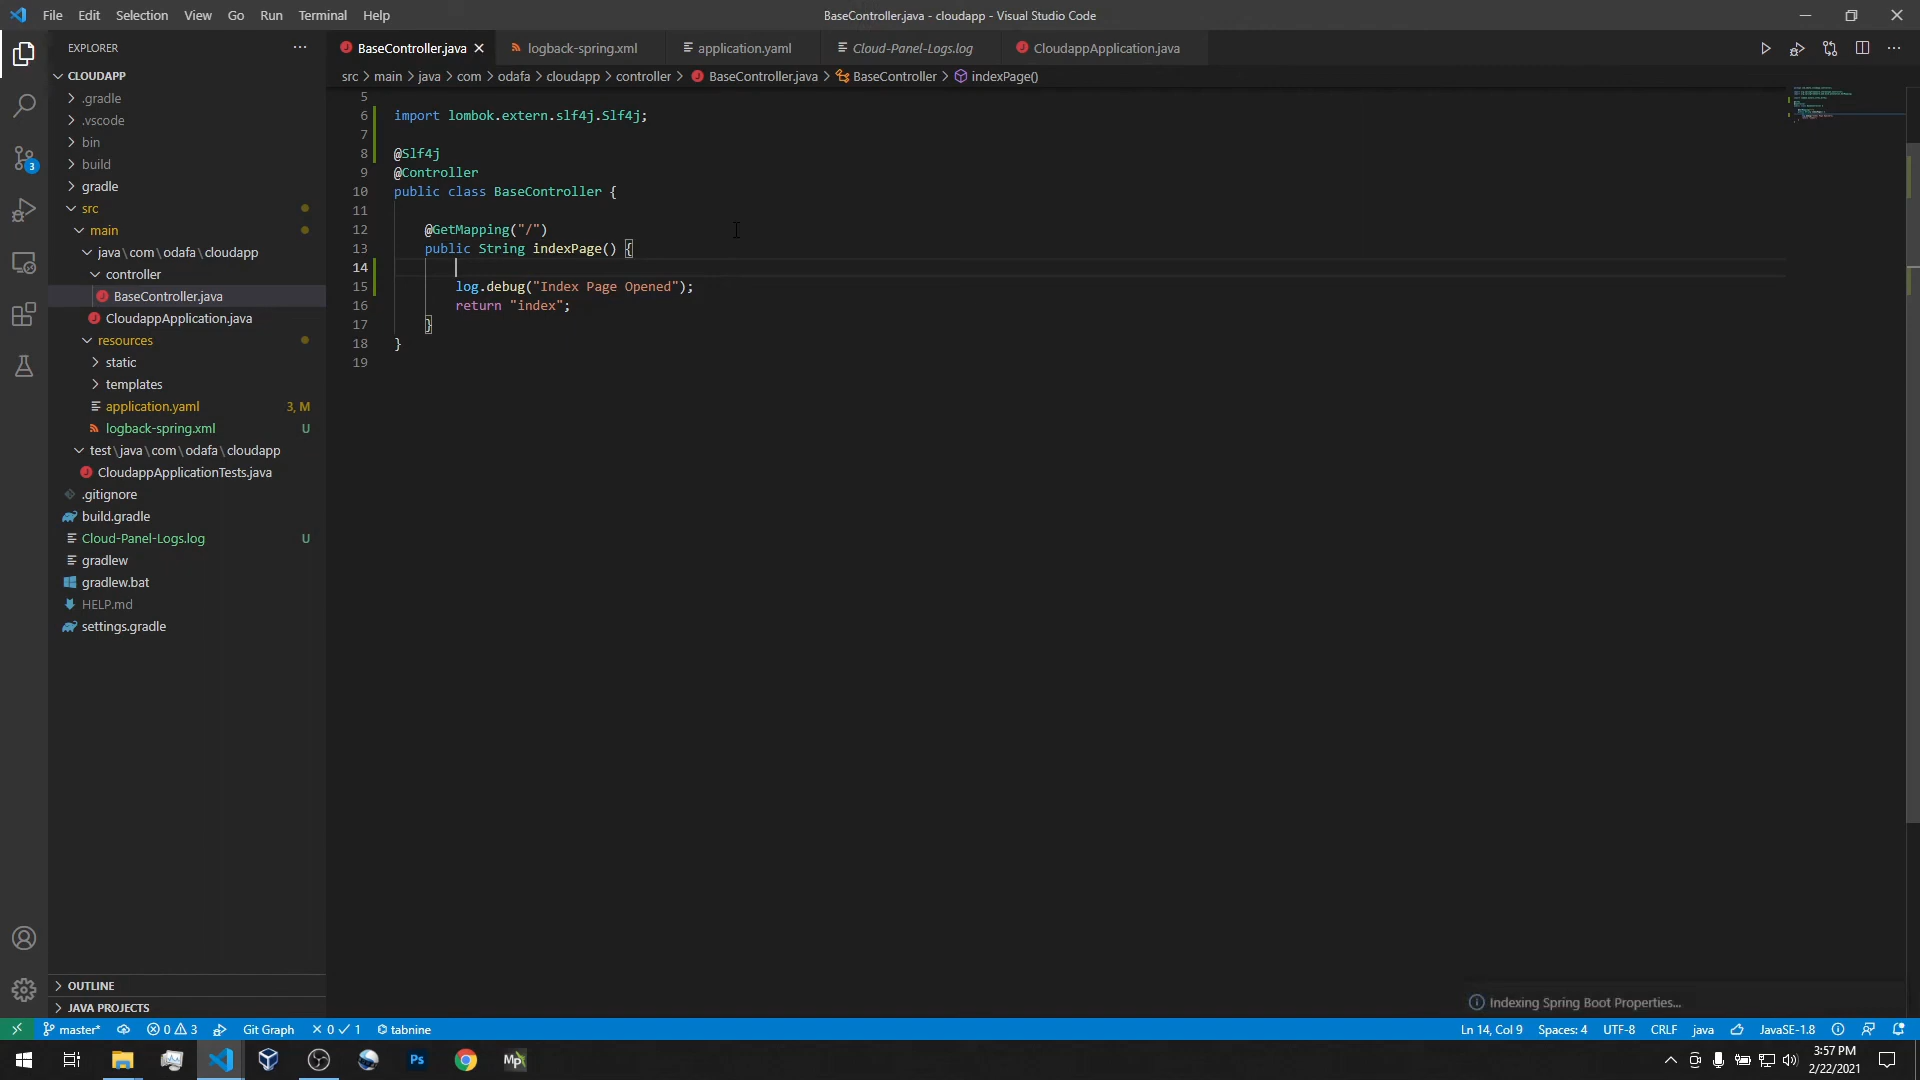 File Edit Selection View Go Run Terminal Help
BaseController.java - cloudapp - Visual Studio Code
EXPLORER
CLOUDAPP
.gradle
.vscode
bin
build
gradle
src
main
java\com\odafa\cloudapp
controller
BaseController.java
CloudappApplication.java
resources
static
templates
application.yaml 3, M
logback-spring.xml U
test\java\com\odafa\cloudapp
CloudappApplicationTests.java
.gitignore
build.gradle
Cloud-Panel-Logs.log U
gradlew
gradlew.bat
HELP.md
settings.gradle
OUTLINE
JAVA PROJECTS
3
BaseController.java logback-spring.xml application.yaml Cloud-Panel-Logs.log CloudappApplication.java
src > main > java > com > odafa > cloudapp > controller > BaseController.java > BaseController > indexPage()
5
6 import lombok.extern.slf4j.Slf4j;
7
8 @Slf4j
9 @Controller
10 public class BaseController {
11
12 @GetMapping("/")
13 public String indexPage() {
14
15 log.debug("Index Page Opened");
16 return "index";
17 }
18 }
19
Indexing Spring Boot Properties...
master* 0 3 Git Graph 0 1 tabnine
Ln 14, Col 9 Spaces: 4 UTF-8 CRLF java JavaSE-1.8
Ps Mp
3:57 PM
2/22/2021